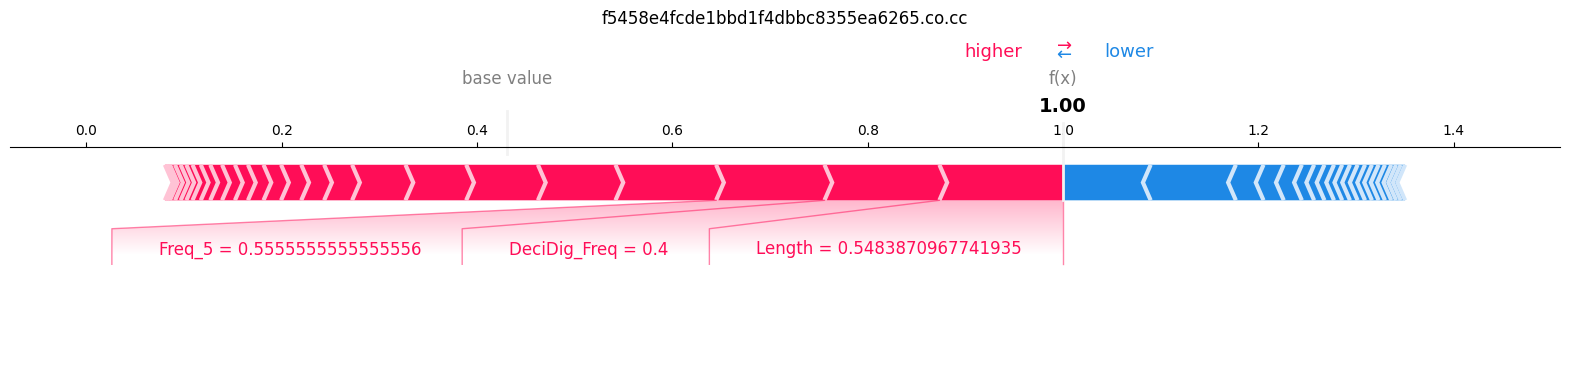 f5458e4fcde1bbd1f4dbbc8355ea6265.co.cc
higher ⇄ lower
base value f(x)
1.00
0.0 0.2 0.4 0.6 0.8 1.0 1.2 1.4
Freq_5 = 0.5555555555555556 DeciDig_Freq = 0.4 Length = 0.5483870967741935